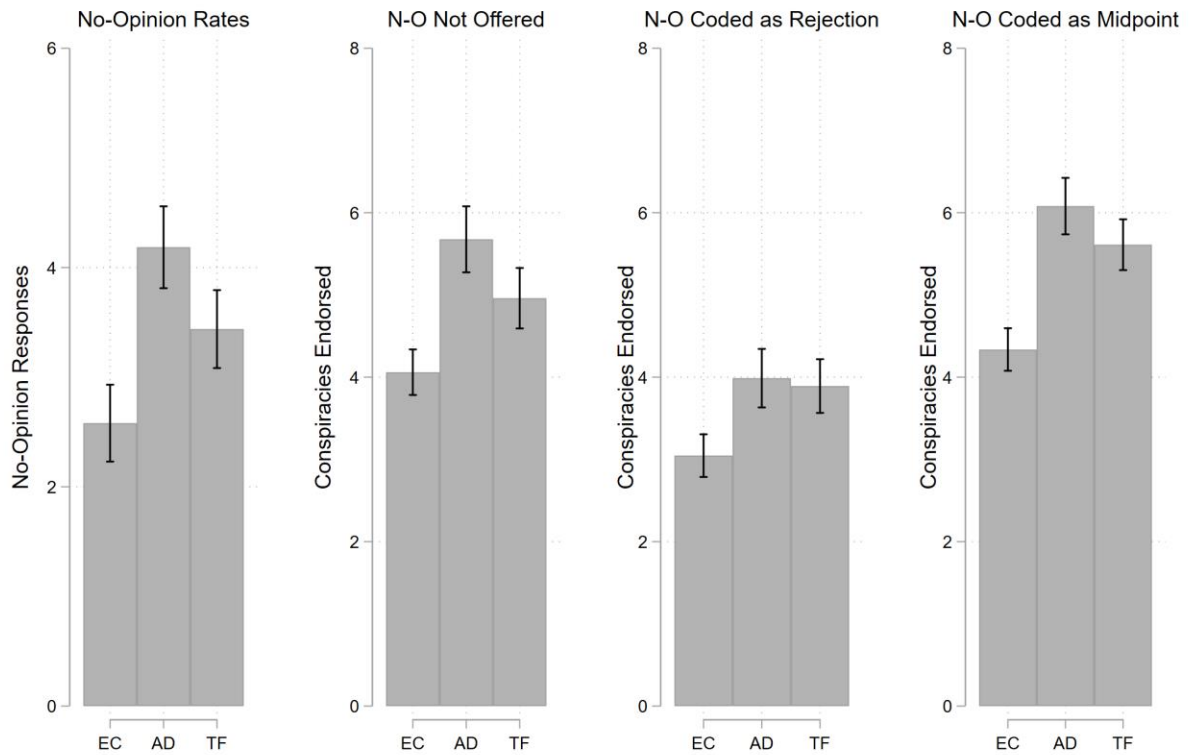 No-Opinion Rates
6
4
2
0
No-Opinion Responses
EC AD TF
N-O Not Offered
8
6
4
2
0
Conspiracies Endorsed
EC AD TF
N-O Coded as Rejection
8
6
4
2
0
Conspiracies Endorsed
EC AD TF
N-O Coded as Midpoint
8
6
4
2
0
Conspiracies Endorsed
EC AD TF